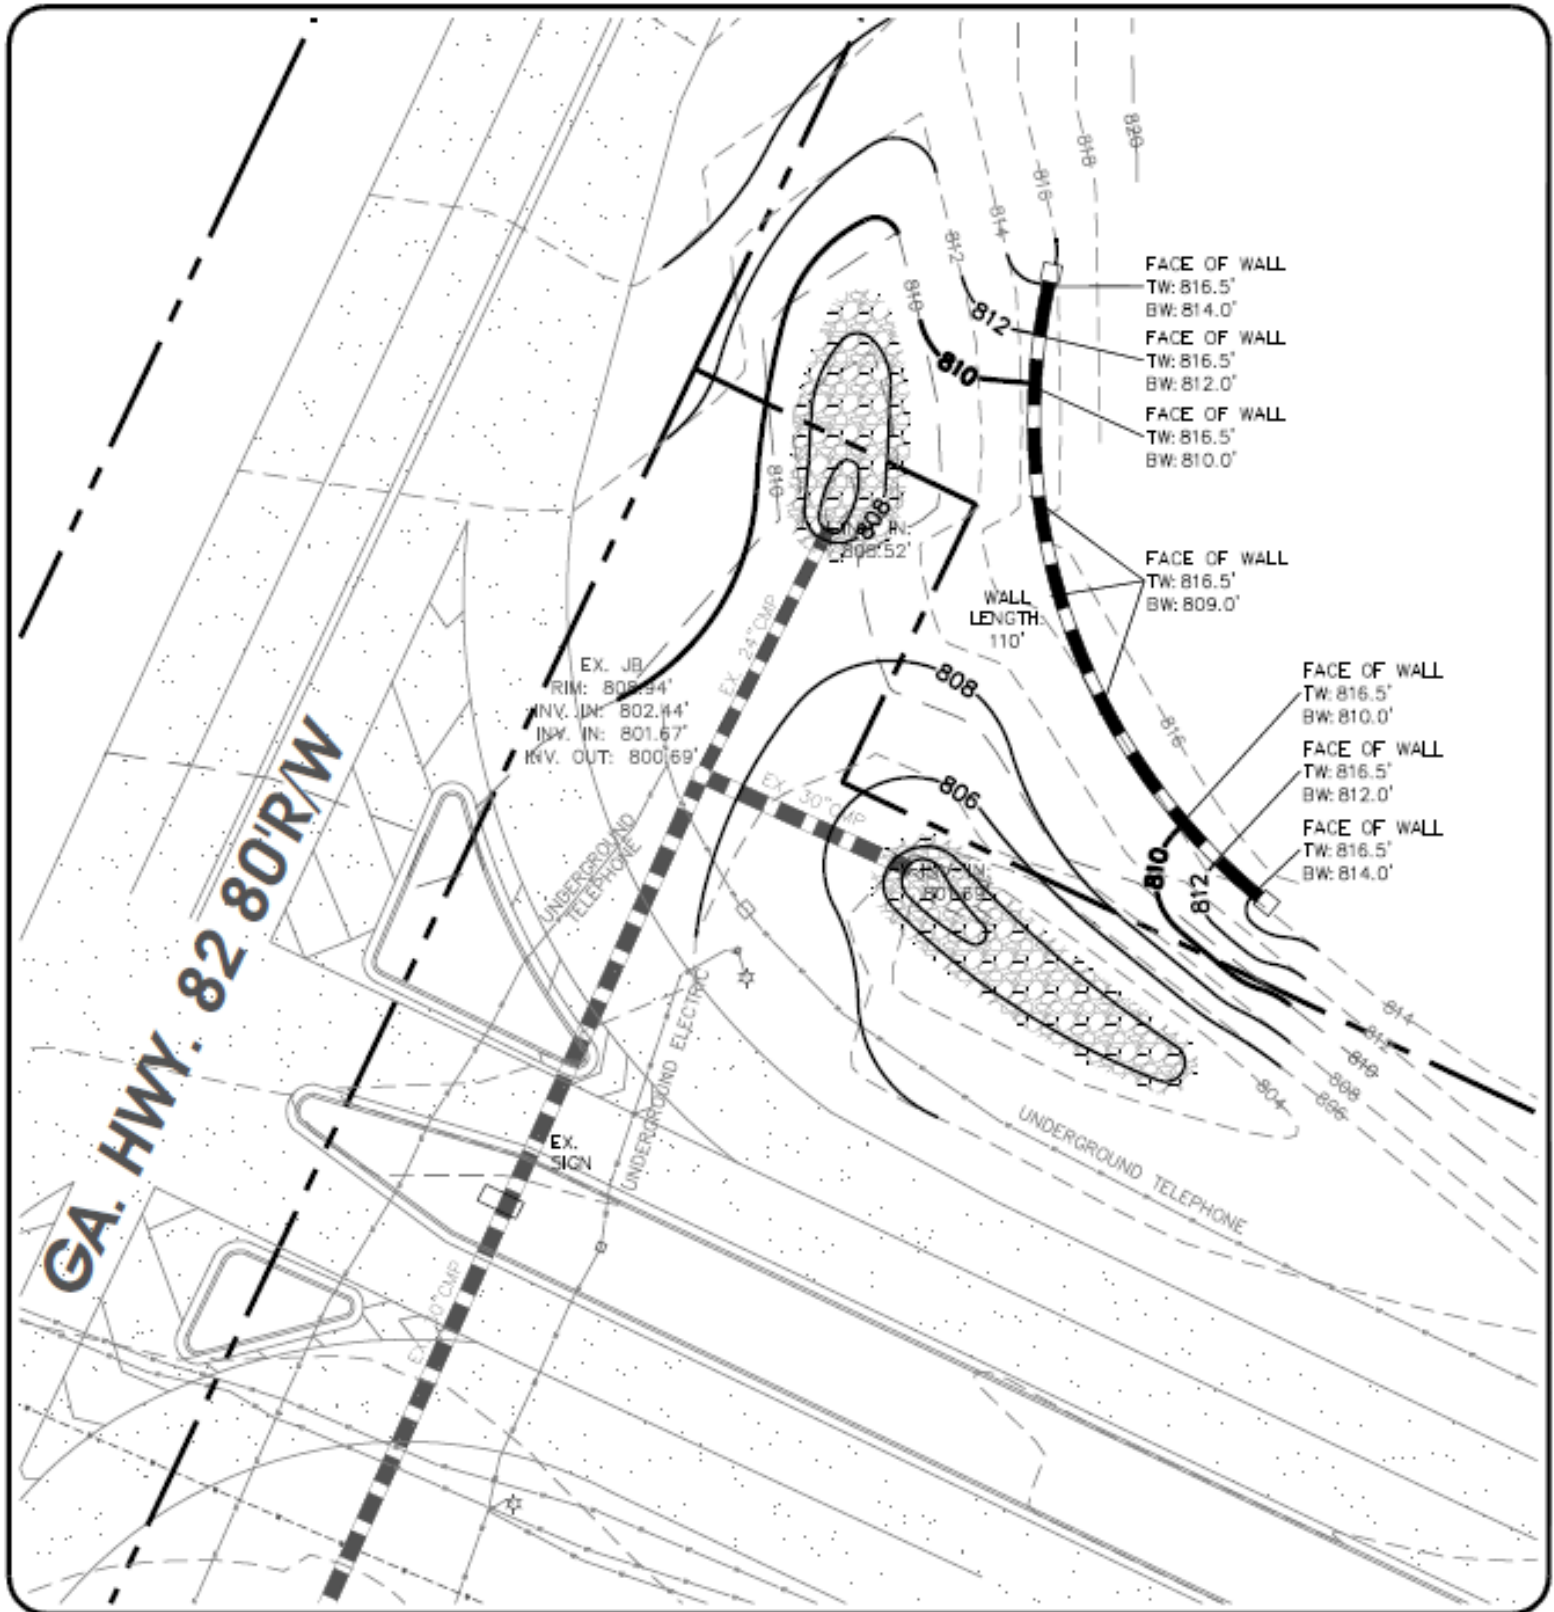 820
818
816
814
812
810
812
810
FACE OF WALL
TW: 816.5'
BW: 814.0'
FACE OF WALL
TW: 816.5'
BW: 812.0'
FACE OF WALL
TW: 816.5'
BW: 810.0'
810
808
FACE OF WALL
TW: 816.5'
BW: 809.0'
WALL
LENGTH:
110'
EX. 24"CMP
EX. JB
INV. IN: 802.44'
INV. IN: 801.67'
INV. OUT: 800.69'
808
816
FACE OF WALL
TW: 816.5'
BW: 810.0'
FACE OF WALL
TW: 816.5'
BW: 812.0'
FACE OF WALL
TW: 816.5'
BW: 814.0'
EX. 30"CMP
806
810
812
UNDERGROUND
TELEPHONE
GA. HWY. 82 80'R/W
UNDERGROUND ELECTRIC
814
812
810
808
806
804
UNDERGROUND TELEPHONE
EX.
SIGN